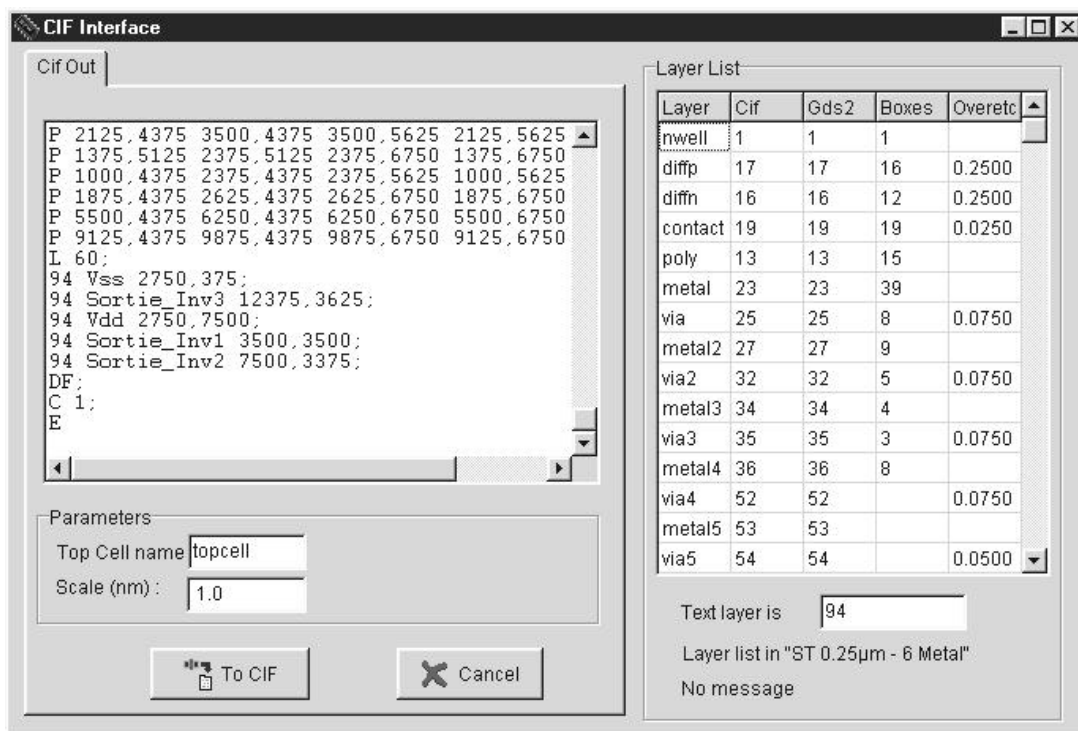 CIF Interface
Cif Out
P 2125,4375 3500,4375 3500,5625 2125,5625
P 1375,5125 2375,5125 2375,6750 1375,6750
P 1000,4375 2375,4375 2375,5625 1000,5625
P 1875,4375 2625,4375 2625,6750 1875,6750
P 5500,4375 6250,4375 6250,6750 5500,6750
P 9125,4375 9875,4375 9875,6750 9125,6750
L 60;
94 Vss 2750,375;
94 Sortie_Inv3 12375,3625;
94 Vdd 2750,7500;
94 Sortie_Inv1 3500,3500;
94 Sortie_Inv2 7500,3375;
DF;
C 1;
E
Parameters
Top Cell name topcell
Scale (nm) : 1.0
To CIF Cancel
Layer List
Layer Cif Gds2 Boxes Overetc
nwell 1 1 1
diffp 17 17 16 0.2500
diffn 16 16 12 0.2500
contact 19 19 19 0.0250
poly 13 13 15
metal 23 23 39
via 25 25 8 0.0750
metal2 27 27 9
via2 32 32 5 0.0750
metal3 34 34 4
via3 35 35 3 0.0750
metal4 36 36 8
via4 52 52 0.0750
metal5 53 53
via5 54 54 0.0500
Text layer is 94
Layer list in "ST 0.25µm - 6 Metal"
No message